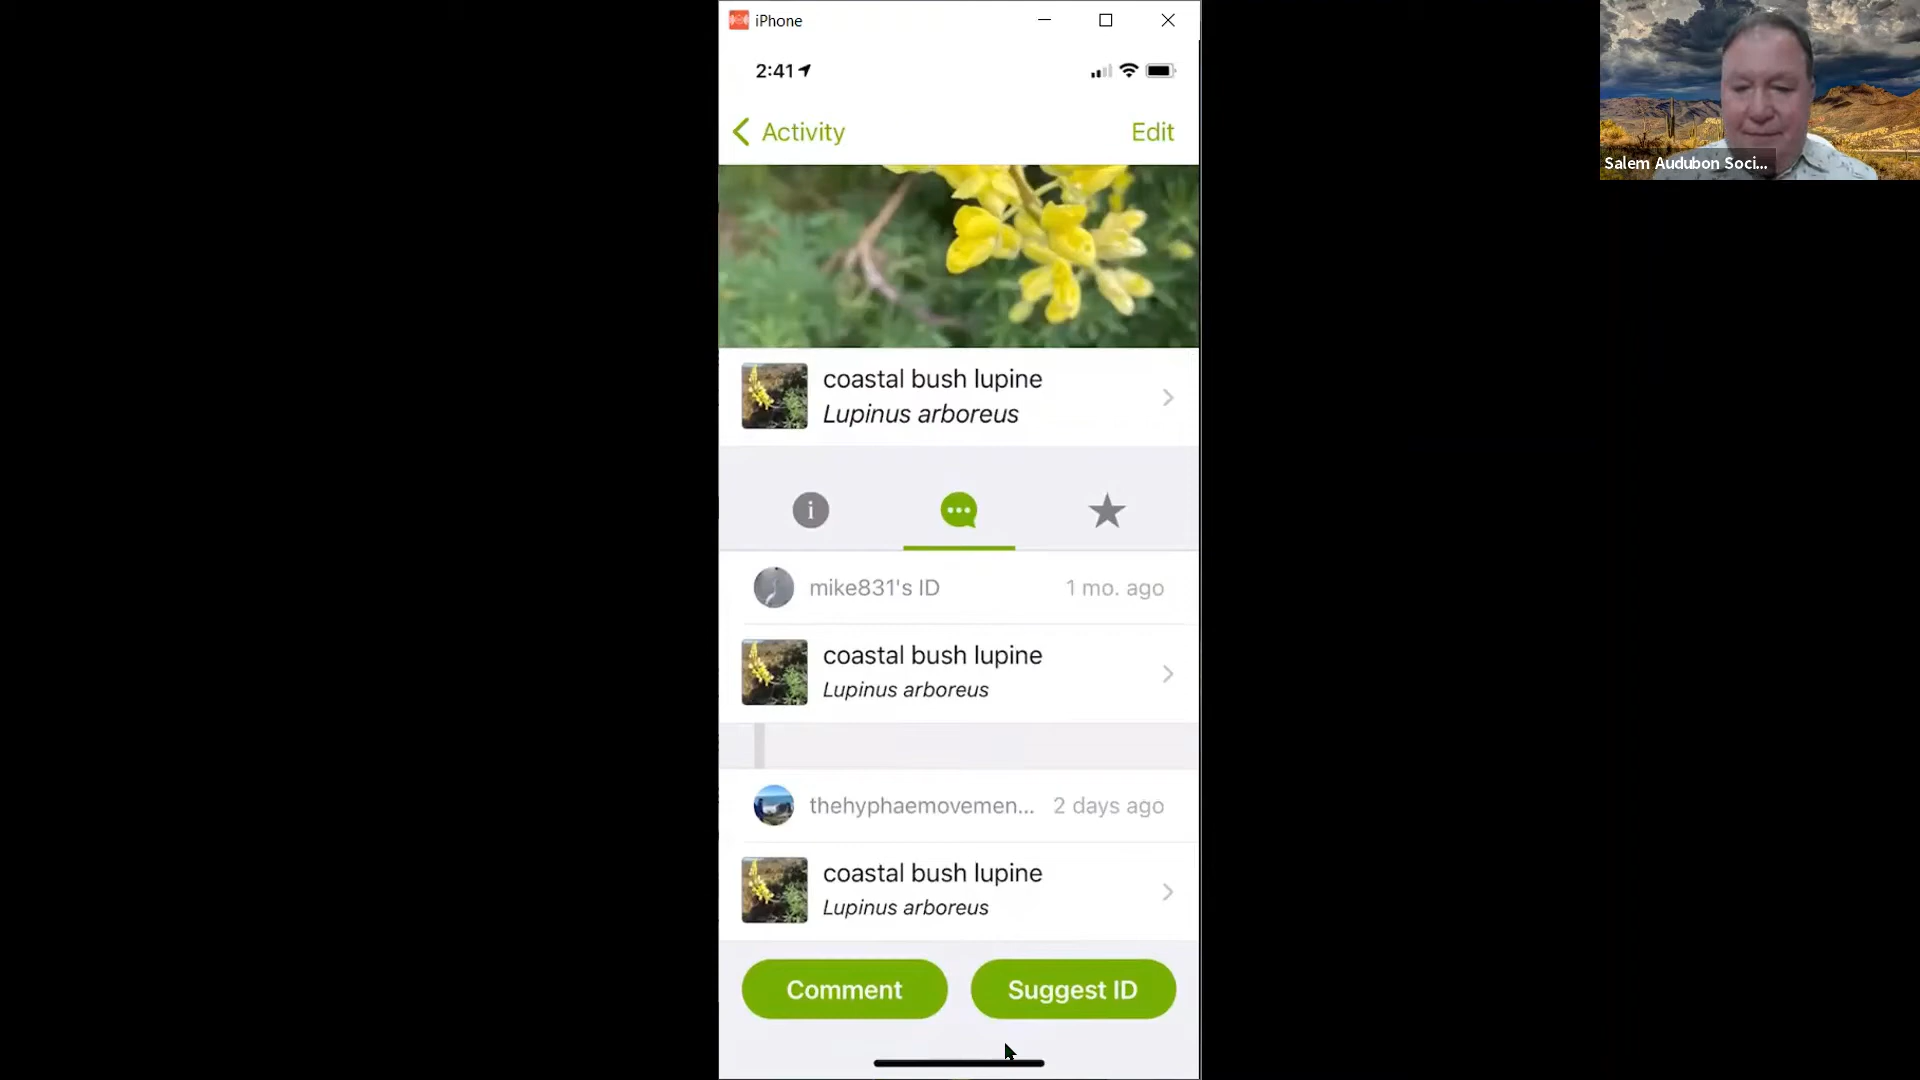 iPhone
2:41
Activity
Edit
Salem Audubon Soci...
coastal bush lupine
Lupinus arboreus
i
mike831's ID
1 mo. ago
coastal bush lupine
Lupinus arboreus
thehyphaemovemen...
2 days ago
coastal bush lupine
Lupinus arboreus
Comment
Suggest ID